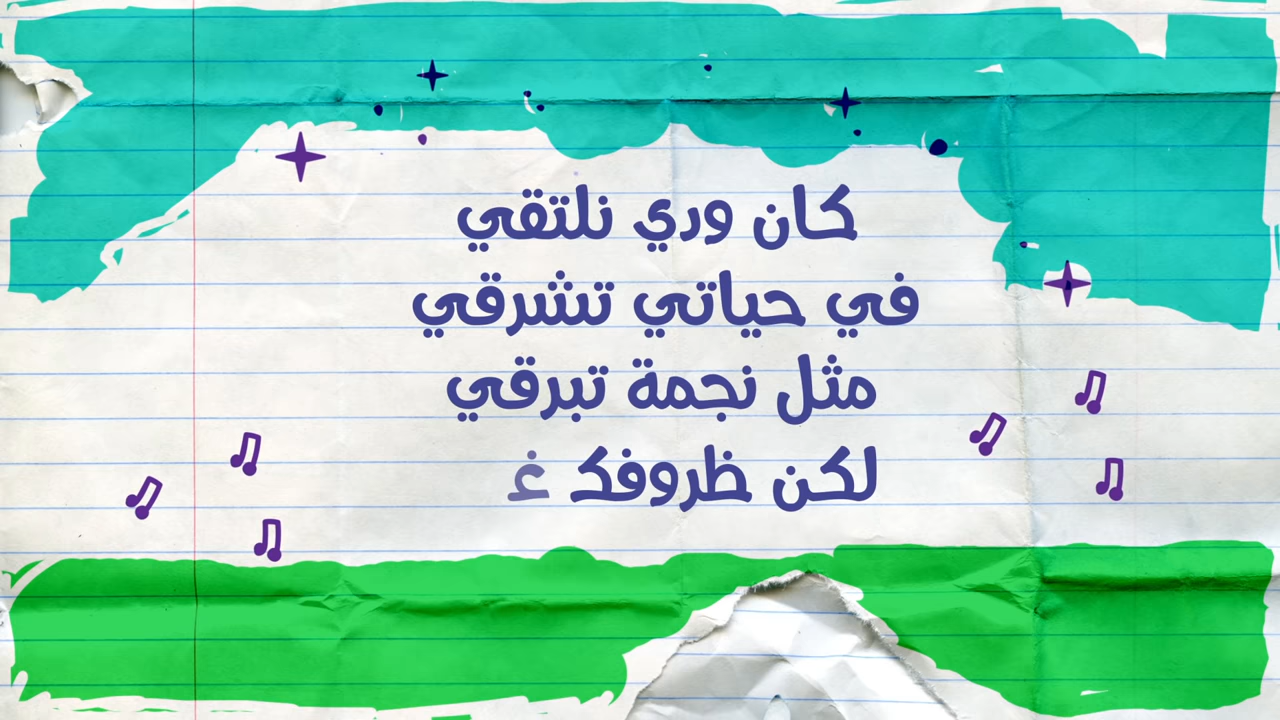 كان ودي نلتقي
في حياتي تشرقي
مثل نجمة تبرقي
لكن ظروفك غ